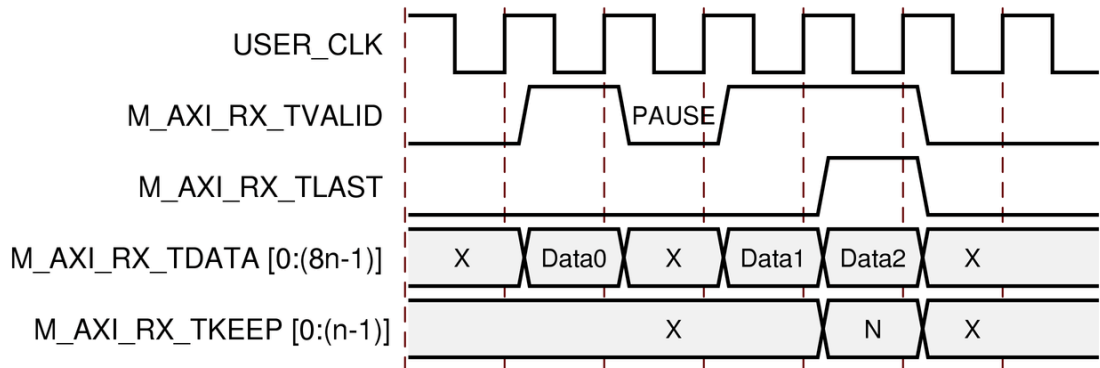 USER_CLK
M_AXI_RX_TVALID PAUSE
M_AXI_RX_TLAST
M_AXI_RX_TDATA [0:(8n-1)] X Data0 X Data1 Data2 X
M_AXI_RX_TKEEP [0:(n-1)] X N X